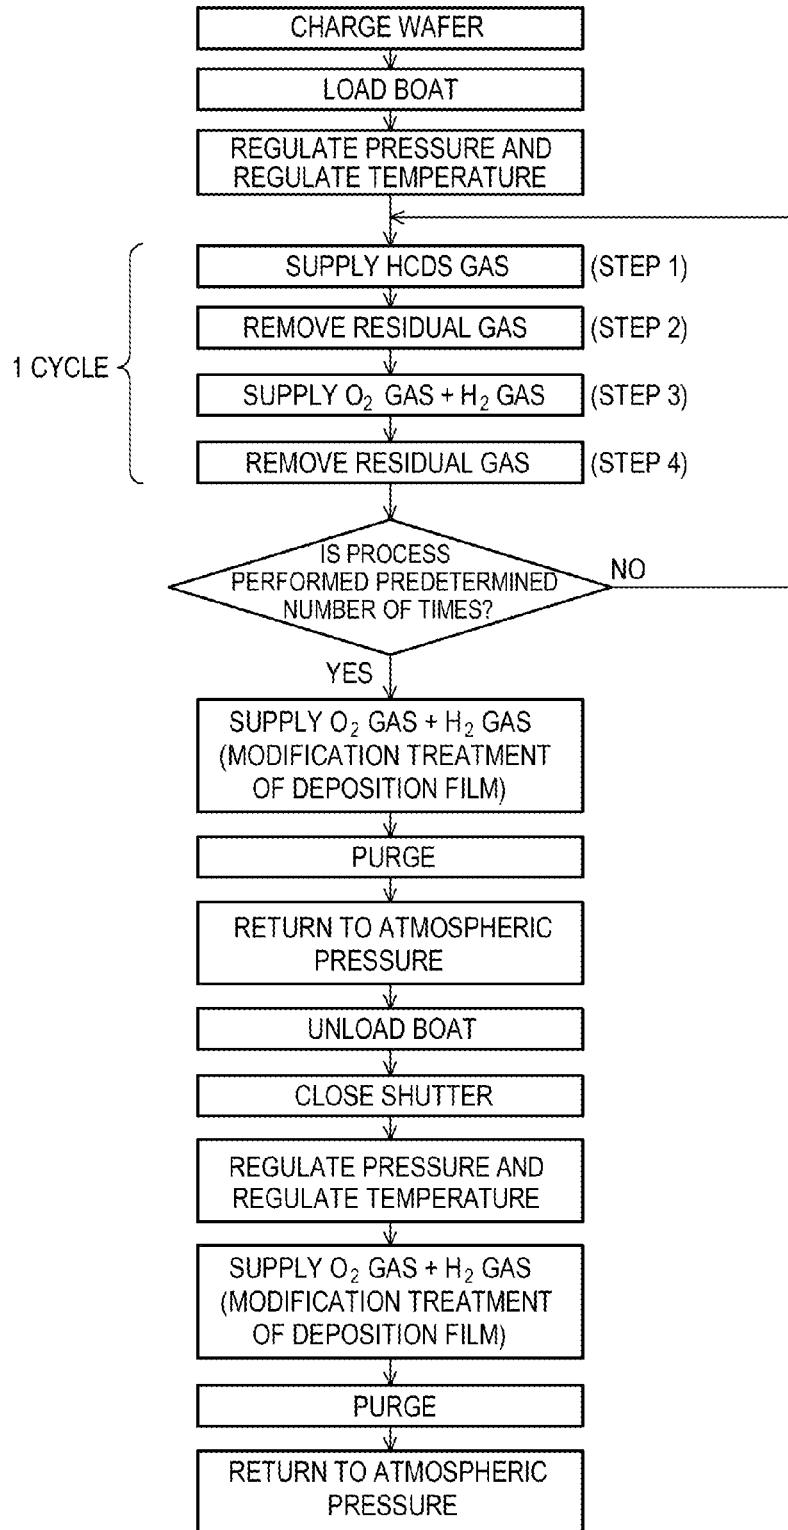 CHARGE WAFER
LOAD BOAT
REGULATE PRESSURE AND
REGULATE TEMPERATURE
1 CYCLE
SUPPLY HCDS GAS (STEP 1)
REMOVE RESIDUAL GAS (STEP 2)
SUPPLY O₂ GAS + H₂ GAS (STEP 3)
REMOVE RESIDUAL GAS (STEP 4)
IS PROCESS
PERFORMED PREDETERMINED
NUMBER OF TIMES?
NO
YES
SUPPLY O₂ GAS + H₂ GAS
(MODIFICATION TREATMENT
OF DEPOSITION FILM)
PURGE
RETURN TO ATMOSPHERIC
PRESSURE
UNLOAD BOAT
CLOSE SHUTTER
REGULATE PRESSURE AND
REGULATE TEMPERATURE
SUPPLY O₂ GAS + H₂ GAS
(MODIFICATION TREATMENT
OF DEPOSITION FILM)
PURGE
RETURN TO ATMOSPHERIC
PRESSURE